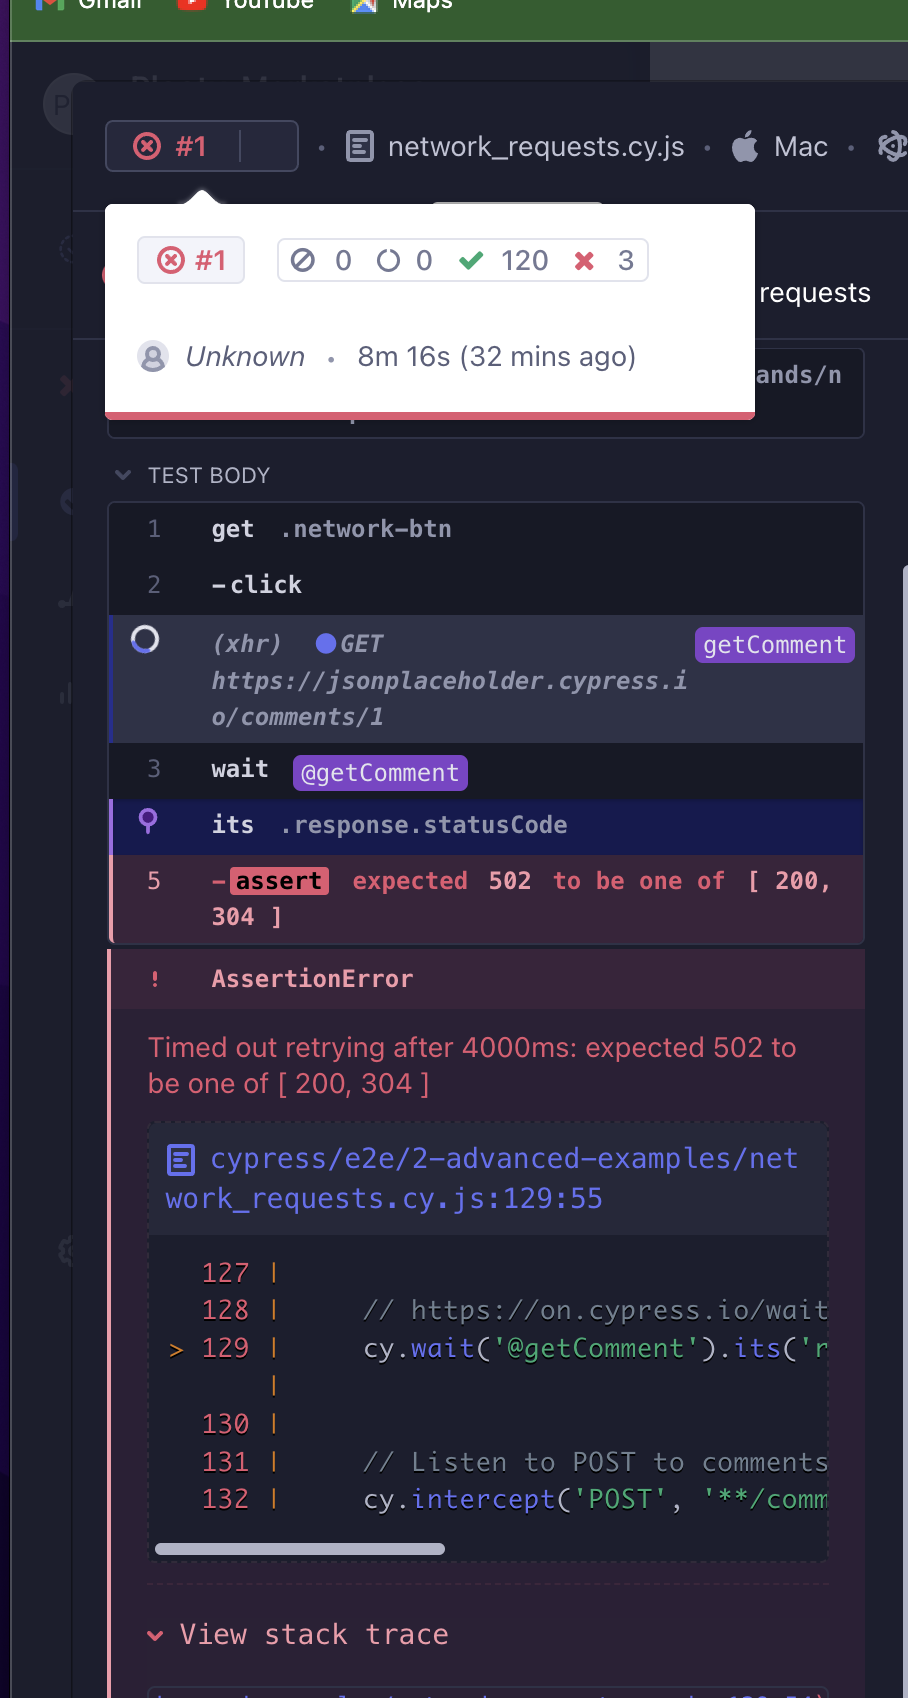 Gmail YouTube Maps
#1 · network_requests.cy.js · Mac ·
#1 0 0 120 3
requests
Unknown · 8m 16s (32 mins ago)
ands/n
TEST BODY
1 get .network-btn
2 -click
(xhr) GET getComment
https://jsonplaceholder.cypress.i
o/comments/1
3 wait @getComment
its .response.statusCode
5 -assert expected 502 to be one of [ 200,
304 ]
! AssertionError
Timed out retrying after 4000ms: expected 502 to
be one of [ 200, 304 ]
cypress/e2e/2-advanced-examples/net
work_requests.cy.js:129:55
127 |
128 | // https://on.cypress.io/wait
> 129 | cy.wait('@getComment').its('r
|
130 |
131 | // Listen to POST to comments
132 | cy.intercept('POST', '**/comm
View stack trace